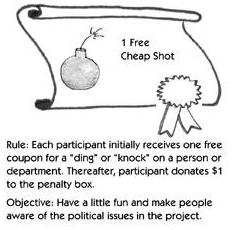 1 Free
Cheap Shot
Rule: Each participant initially receives one free
coupon for a "ding" or "knock" on a person or
department. Thereafter, participant donates $1
to the penalty box.
Objective: Have a little fun and make people
aware of the political issues in the project.